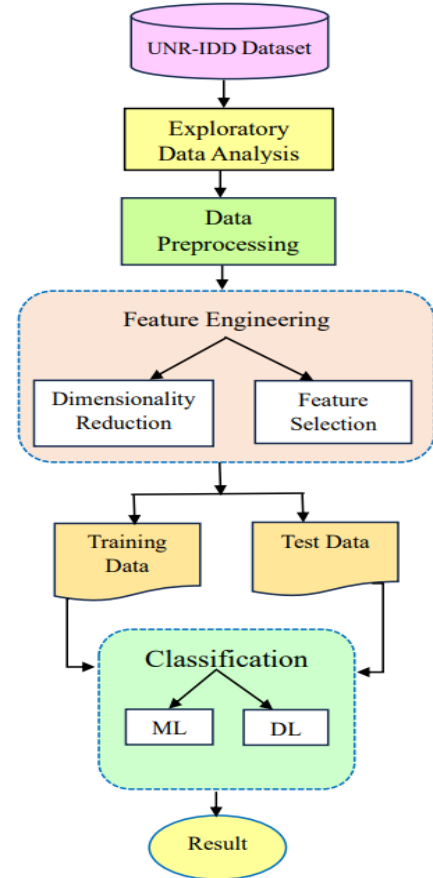 UNR-IDD Dataset
Exploratory
Data Analysis
Data
Preprocessing
Feature Engineering
Dimensionality
Reduction
Feature
Selection
Training
Data
Test Data
Classification
ML
DL
Result